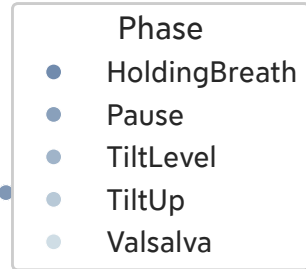 Phase
HoldingBreath
Pause
TiltLevel
TiltUp
Valsalva